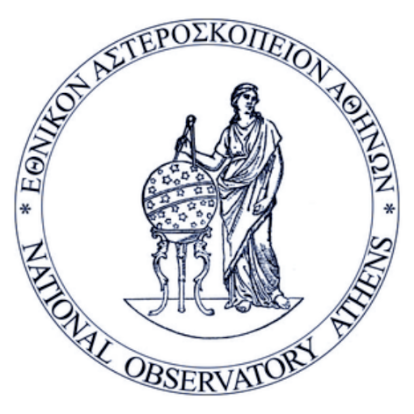 * ΕΘΝΙΚΟΝ ΑΣΤΕΡΟΣΚΟΠΕΙΟΝ ΑΘΗΝΩΝ *
NATIONAL OBSERVATORY ATHENS